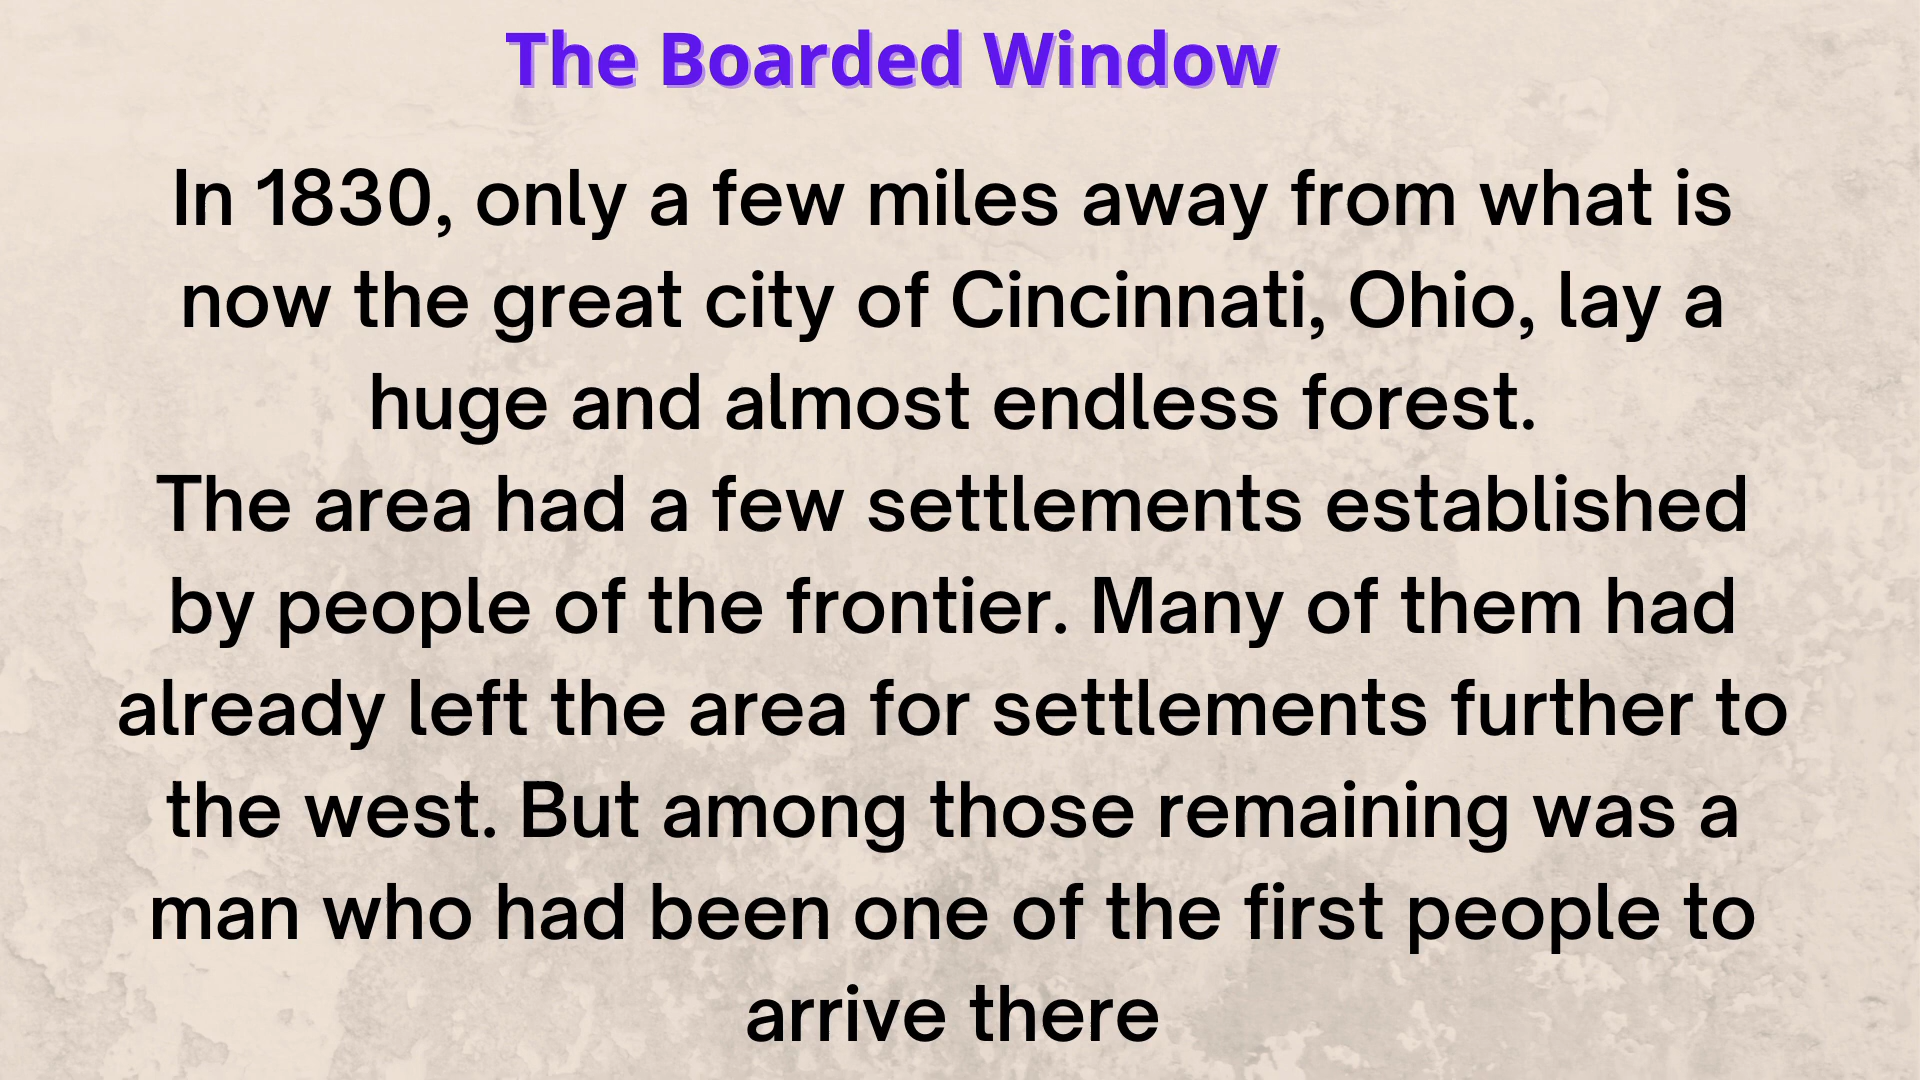 The Boarded Window
In 1830, only a few miles away from what is
now the great city of Cincinnati, Ohio, lay a
huge and almost endless forest.
The area had a few settlements established
by people of the frontier. Many of them had
already left the area for settlements further to
the west. But among those remaining was a
man who had been one of the first people to
arrive there